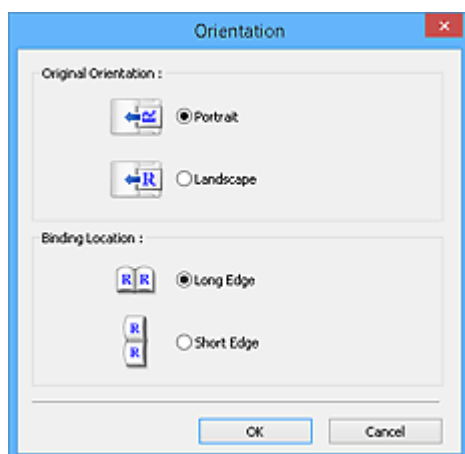 Orientation
Original Orientation :
R Portrait
R Landscape
Binding Location :
R R Long Edge
R
R Short Edge
OK Cancel